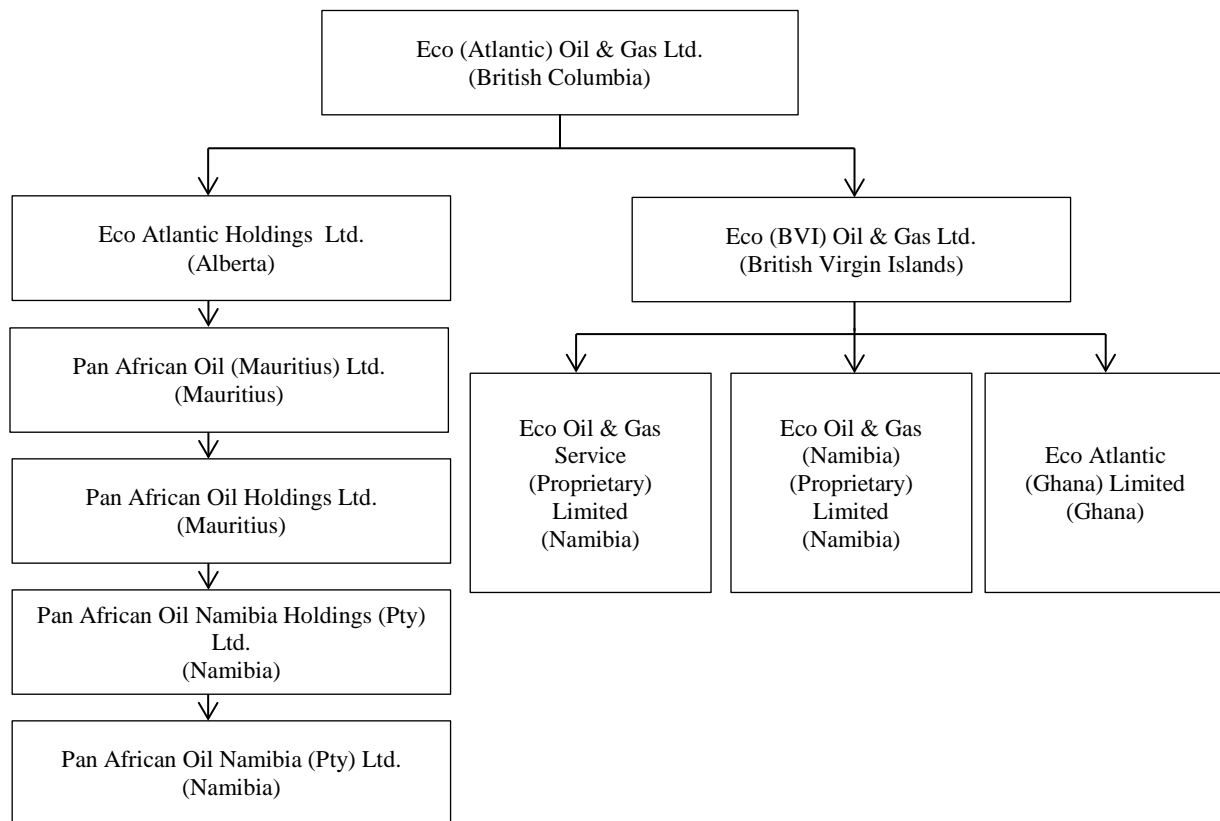 Eco (Atlantic) Oil & Gas Ltd.
(British Columbia)
Eco Atlantic Holdings  Ltd.
(Alberta)
Eco (BVI) Oil & Gas Ltd.
(British Virgin Islands)
Pan African Oil (Mauritius) Ltd.
(Mauritius)
Pan African Oil Holdings Ltd.
(Mauritius)
Pan African Oil Namibia Holdings (Pty)
Ltd.
(Namibia)
Pan African Oil Namibia (Pty) Ltd.
(Namibia)
Eco Oil & Gas
Service
(Proprietary)
Limited
(Namibia)
Eco Oil & Gas
(Namibia)
(Proprietary)
Limited
(Namibia)
Eco Atlantic
(Ghana) Limited
(Ghana)